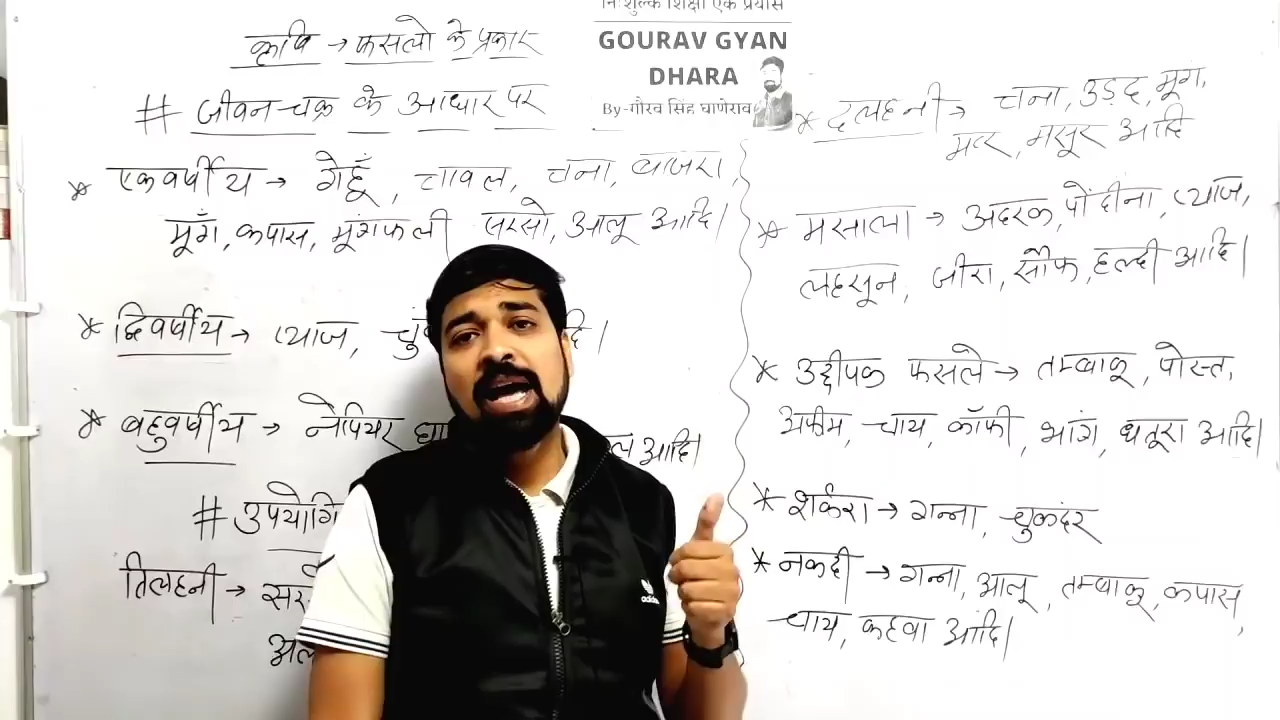 निःशुल्क शिक्षा एक प्रयास
GOURAV GYAN
DHARA
By-गौरव सिंह घाणेराव
कृषि → फसलो के प्रकार
# जीवन चक्र के आधार पर
* एकवर्षीय → गेहूँ, चावल, चना, बाजरा,
मूँग, कपास, मूंगफली सरसो, आलू आदि।
* द्विवर्षीय → प्याज,
* बहुवर्षीय → नेपियर आदि।
#
तिलहनी →
* दलहनी → चना, उड़द, मूंग,
मटर, मसूर आदि
* मसाला → अदरक, पोदीना, प्याज,
लहसून, जीरा, सौंफ, हल्दी आदि।
* उद्दीपक फसले → तम्बाकू, पोस्त,
अफीम, चाय, कॉफी, भांग, धतूरा आदि।
* शर्करा → गन्ना, चुकंदर
* नकदी → गन्ना, आलू, तम्बाकू, कपास,
चाय, कहवा आदि।
adidas